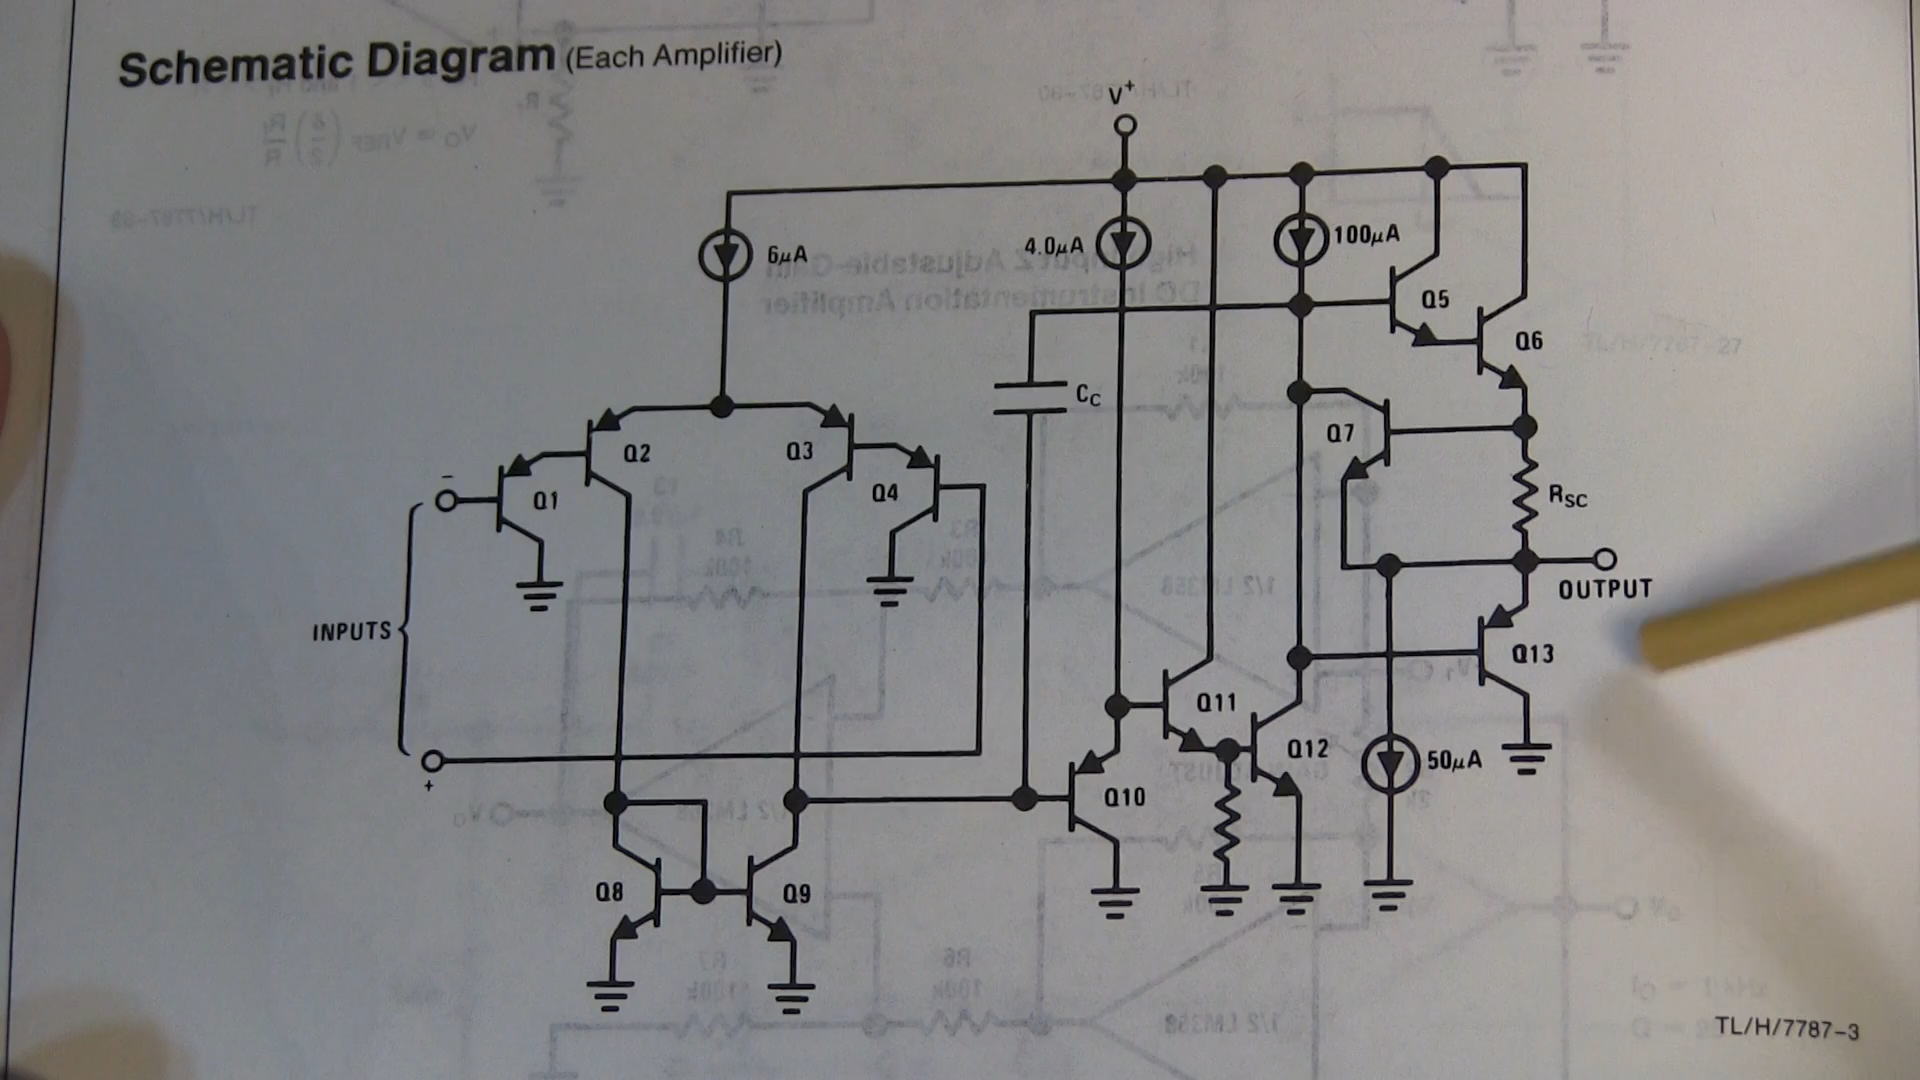 Schematic Diagram (Each Amplifier)
V+
6µA
4.0µA
100µA
Q5
Q6
CC
Q2
Q3
Q7
Q1
Q4
RSC
−
OUTPUT
INPUTS
Q13
Q11
Q12
50µA
+
Q10
Q8
Q9
TL/H/7787-3